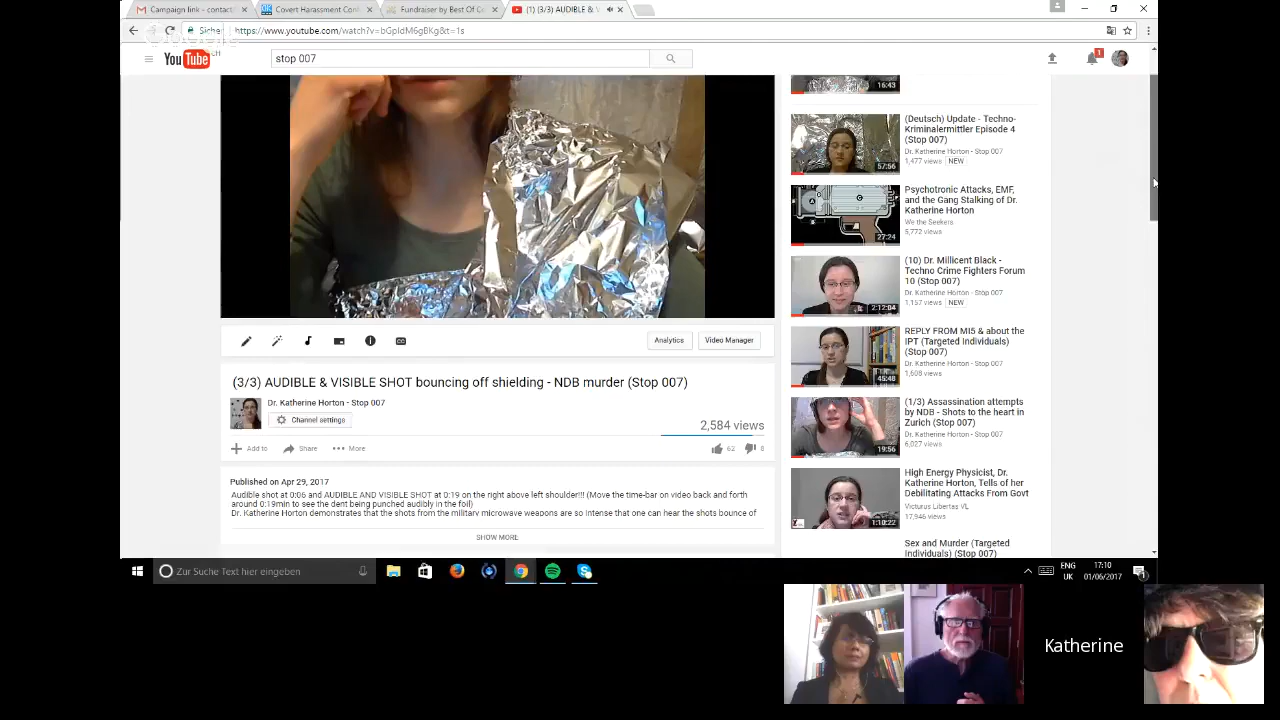 Campaign link - contact
Covert Harassment Con
Fundraiser by Best Of
(1) (3/3) AUDIBLE &
https://www.youtube.com/watch?v=bGpIdM6gBKg&t=1s
YouTube
stop 007
1
16:43
(Deutsch) Update - Techno-
Kriminalermittler Episode 4
(Stop 007)
Dr. Katherine Horton - Stop 007
1,477 views NEW
57:56
Psychotronic Attacks, EMF,
and the Gang Stalking of Dr.
Katherine Horton
We the Seekers
5,772 views
27:24
(10) Dr. Millicent Black -
Techno Crime Fighters Forum
10 (Stop 007)
Dr. Katherine Horton - Stop 007
1,157 views NEW
2:12:04
REPLY FROM MI5 & about the
IPT (Targeted Individuals)
(Stop 007)
Dr. Katherine Horton - Stop 007
1,608 views
45:48
(1/3) Assassination attempts
by NDB - Shots to the heart in
Zurich (Stop 007)
Dr. Katherine Horton - Stop 007
6,027 views
19:56
High Energy Physicist, Dr.
Katherine Horton, Tells of her
Debilitating Attacks From Govt
Victurus Libertas VL
17,946 views
1:10:22
Sex and Murder (Targeted
Individuals) (Stop 007)
Analytics
Video Manager
(3/3) AUDIBLE & VISIBLE SHOT bouncing off shielding - NDB murder (Stop 007)
Dr. Katherine Horton - Stop 007
Channel settings
2,584 views
Add to Share More
62 8
Published on Apr 29, 2017
Audible shot at 0:06 and AUDIBLE AND VISIBLE SHOT at 0:19 on the right above left shoulder!!! (Move the time-bar on video back and forth
around 0:19min to see the dent being punched audibly in the foil)
Dr. Katherine Horton demonstrates that the shots from the military microwave weapons are so intense that one can hear the shots bounce of
SHOW MORE
Zur Suche Text hier eingeben
ENG
UK
17:10
01/06/2017
1
Katherine